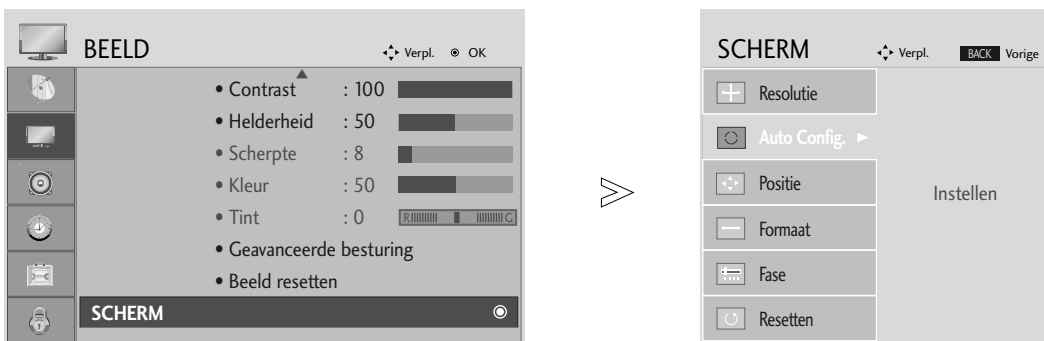 BEELD
Verpl. OK
• Contrast : 100
• Helderheid : 50
• Scherpte : 8
• Kleur : 50
• Tint : 0 R G
• Geavanceerde besturing
• Beeld resetten
SCHERM
SCHERM
Verpl. BACK Vorige
Resolutie
Auto Config.
Positie
Formaat
Fase
Resetten
Instellen